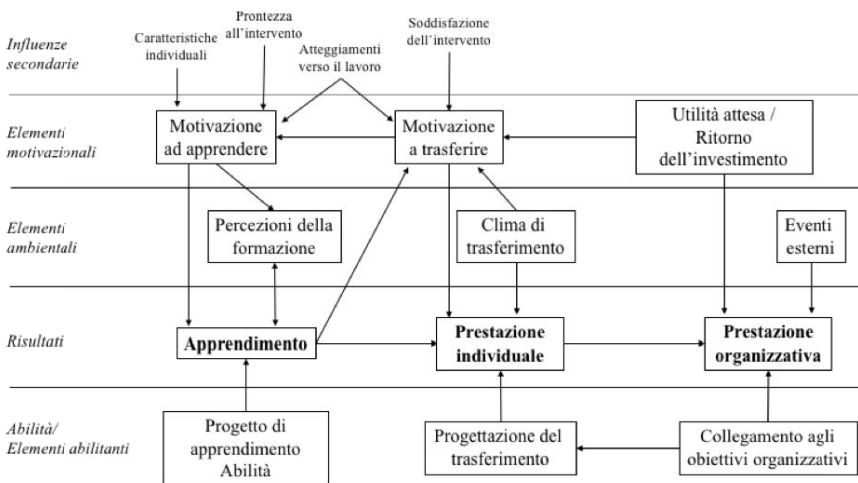 Influenze
secondarie
Caratteristiche
individuali
Prontezza
all'intervento
Atteggiamenti
verso il lavoro
Soddisfazione
dell'intervento
Elementi
motivazionali
Motivazione
ad apprendere
Motivazione
a trasferire
Utilità attesa /
Ritorno
dell'investimento
Elementi
ambientali
Percezioni della
formazione
Clima di
trasferimento
Eventi
esterni
Risultati
Apprendimento
Prestazione
individuale
Prestazione
organizzativa
Abilità/
Elementi abilitanti
Progetto di
apprendimento
Abilità
Progettazione del
trasferimento
Collegamento agli
obiettivi organizzativi